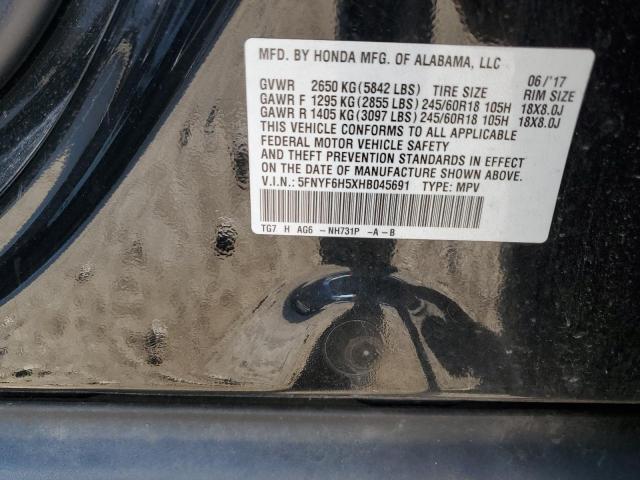 MFD. BY HONDA MFG. OF ALABAMA, LLC 06/'17
GVWR 2650 KG (5842 LBS) TIRE SIZE RIM SIZE
GAWR F 1295 KG (2855 LBS) 245/60R18 105H 18X8.0J
GAWR R 1405 KG (3097 LBS) 245/60R18 105H 18X8.0J
THIS VEHICLE CONFORMS TO ALL APPLICABLE
FEDERAL MOTOR VEHICLE SAFETY
AND THEFT PREVENTION STANDARDS IN EFFECT
ON THE DATE OF MANUFACTURE SHOWN ABOVE.
V.I.N.: 5FNYF6H5XHB045691 TYPE: MPV
TG7 H AG6 -NH731P -A-B